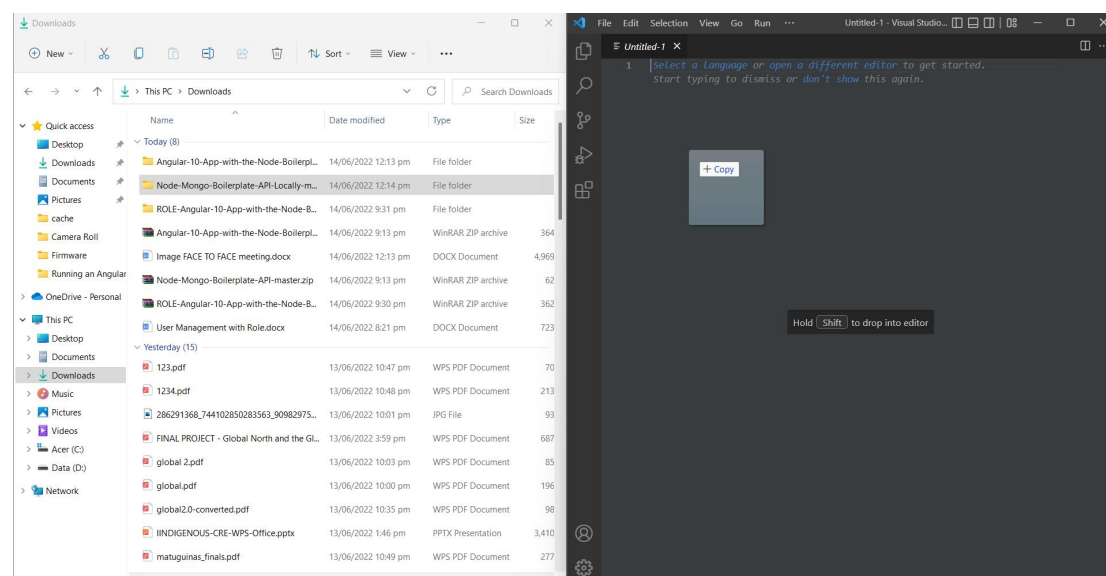 Downloads
New
Sort
View
This PC > Downloads
Search Downloads
Name
Date modified
Type
Size
Quick access
Desktop
Downloads
Documents
Pictures
cache
Camera Roll
Firmware
Running an Angular
OneDrive - Personal
This PC
Desktop
Documents
Downloads
Music
Pictures
Videos
Acer (C:)
Data (D:)
Network
Today (8)
Angular-10-App-with-the-Node-Boilerpl... 14/06/2022 12:13 pm File folder
Node-Mongo-Boilerplate-API-Locally-m... 14/06/2022 12:14 pm File folder
ROLE-Angular-10-App-with-the-Node-B... 14/06/2022 9:31 pm File folder
Angular-10-App-with-the-Node-Boilerpl... 14/06/2022 9:13 pm WinRAR ZIP archive 364
Image FACE TO FACE meeting.docx 14/06/2022 12:13 pm DOCX Document 4,969
Node-Mongo-Boilerplate-API-master.zip 14/06/2022 9:13 pm WinRAR ZIP archive 62
ROLE-Angular-10-App-with-the-Node-B... 14/06/2022 9:30 pm WinRAR ZIP archive 362
User Management with Role.docx 14/06/2022 8:21 pm DOCX Document 723
Yesterday (15)
123.pdf 13/06/2022 10:47 pm WPS PDF Document 70
1234.pdf 13/06/2022 10:48 pm WPS PDF Document 213
286291368_744102850283563_90982975... 13/06/2022 10:01 pm JPG File 93
FINAL PROJECT - Global North and the Gl... 13/06/2022 3:59 pm WPS PDF Document 687
global 2.pdf 13/06/2022 10:03 pm WPS PDF Document 85
global.pdf 13/06/2022 10:00 pm WPS PDF Document 196
global2.0-converted.pdf 13/06/2022 10:35 pm WPS PDF Document 98
IINDIGENOUS-CRE-WPS-Office.pptx 13/06/2022 1:46 pm PPTX Presentation 3,410
matuguinas_finals.pdf 13/06/2022 10:49 pm WPS PDF Document 277
File Edit Selection View Go Run ··· Untitled-1 - Visual Studio...
Untitled-1
1 Select a language or open a different editor to get started.
Start typing to dismiss or don't show this again.
+ Copy
Hold Shift to drop into editor